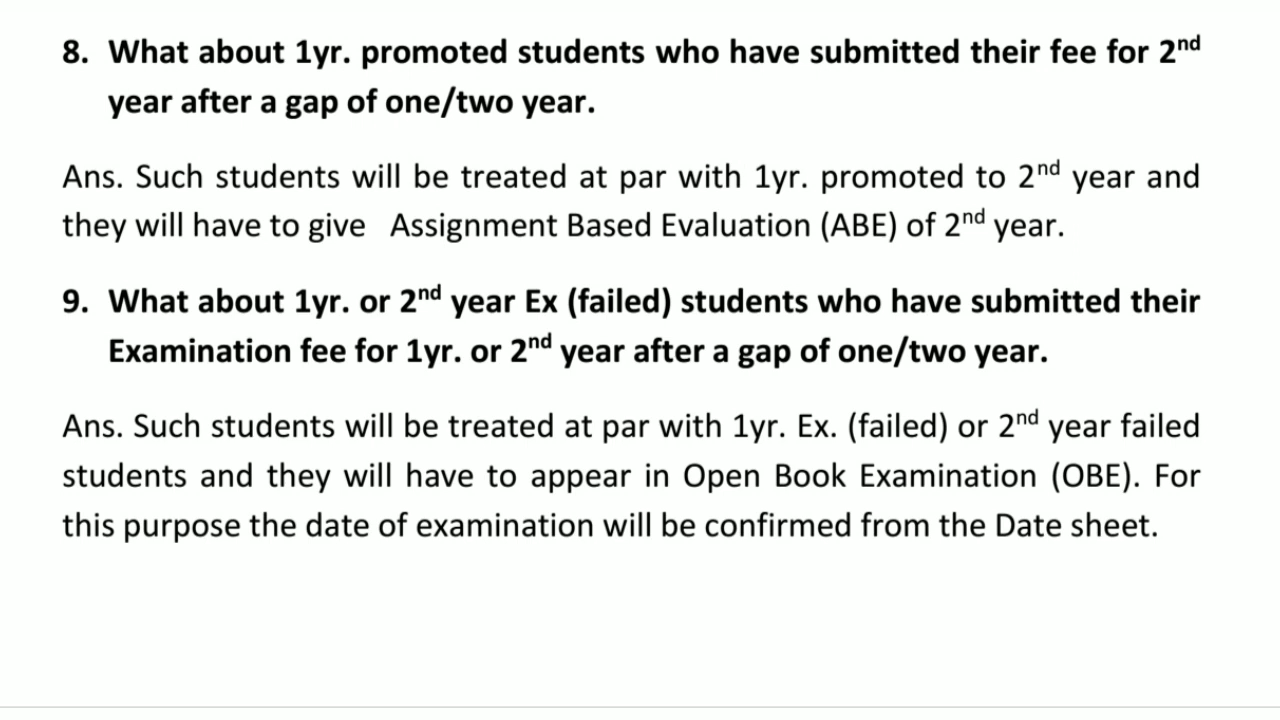 8. What about 1yr. promoted students who have submitted their fee for 2nd
year after a gap of one/two year.
Ans. Such students will be treated at par with 1yr. promoted to 2nd year and
they will have to give Assignment Based Evaluation (ABE) of 2nd year.
9. What about 1yr. or 2nd year Ex (failed) students who have submitted their
Examination fee for 1yr. or 2nd year after a gap of one/two year.
Ans. Such students will be treated at par with 1yr. Ex. (failed) or 2nd year failed
students and they will have to appear in Open Book Examination (OBE). For
this purpose the date of examination will be confirmed from the Date sheet.